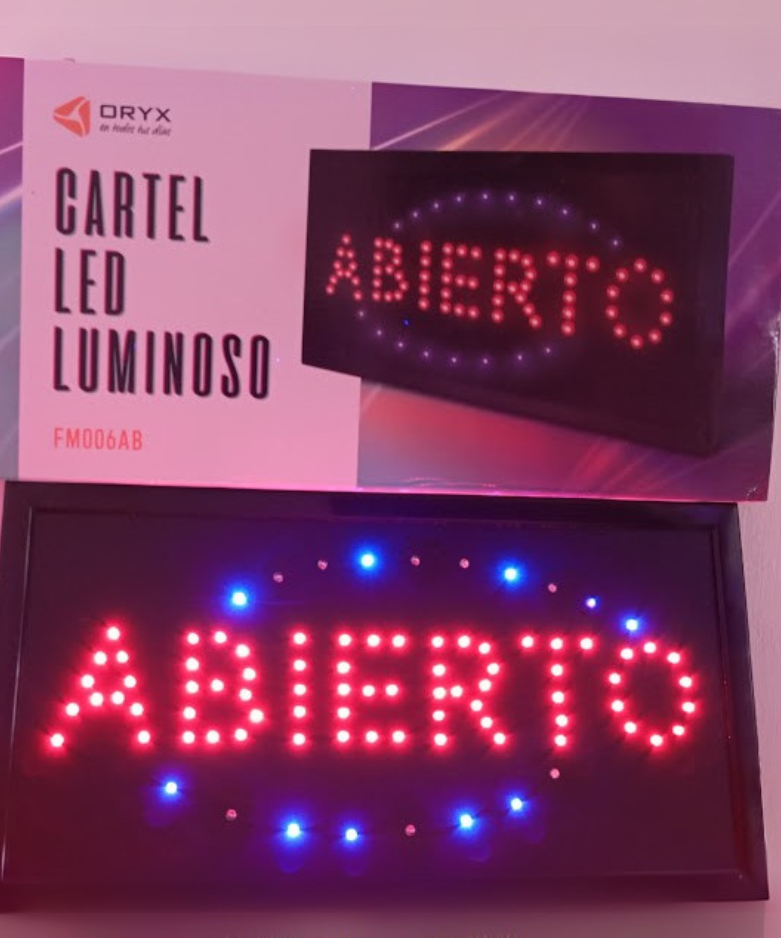 ORYX
en todos tus días
CARTEL
LED
LUMINOSO
FM006AB
ABIERTO
ABIERTO